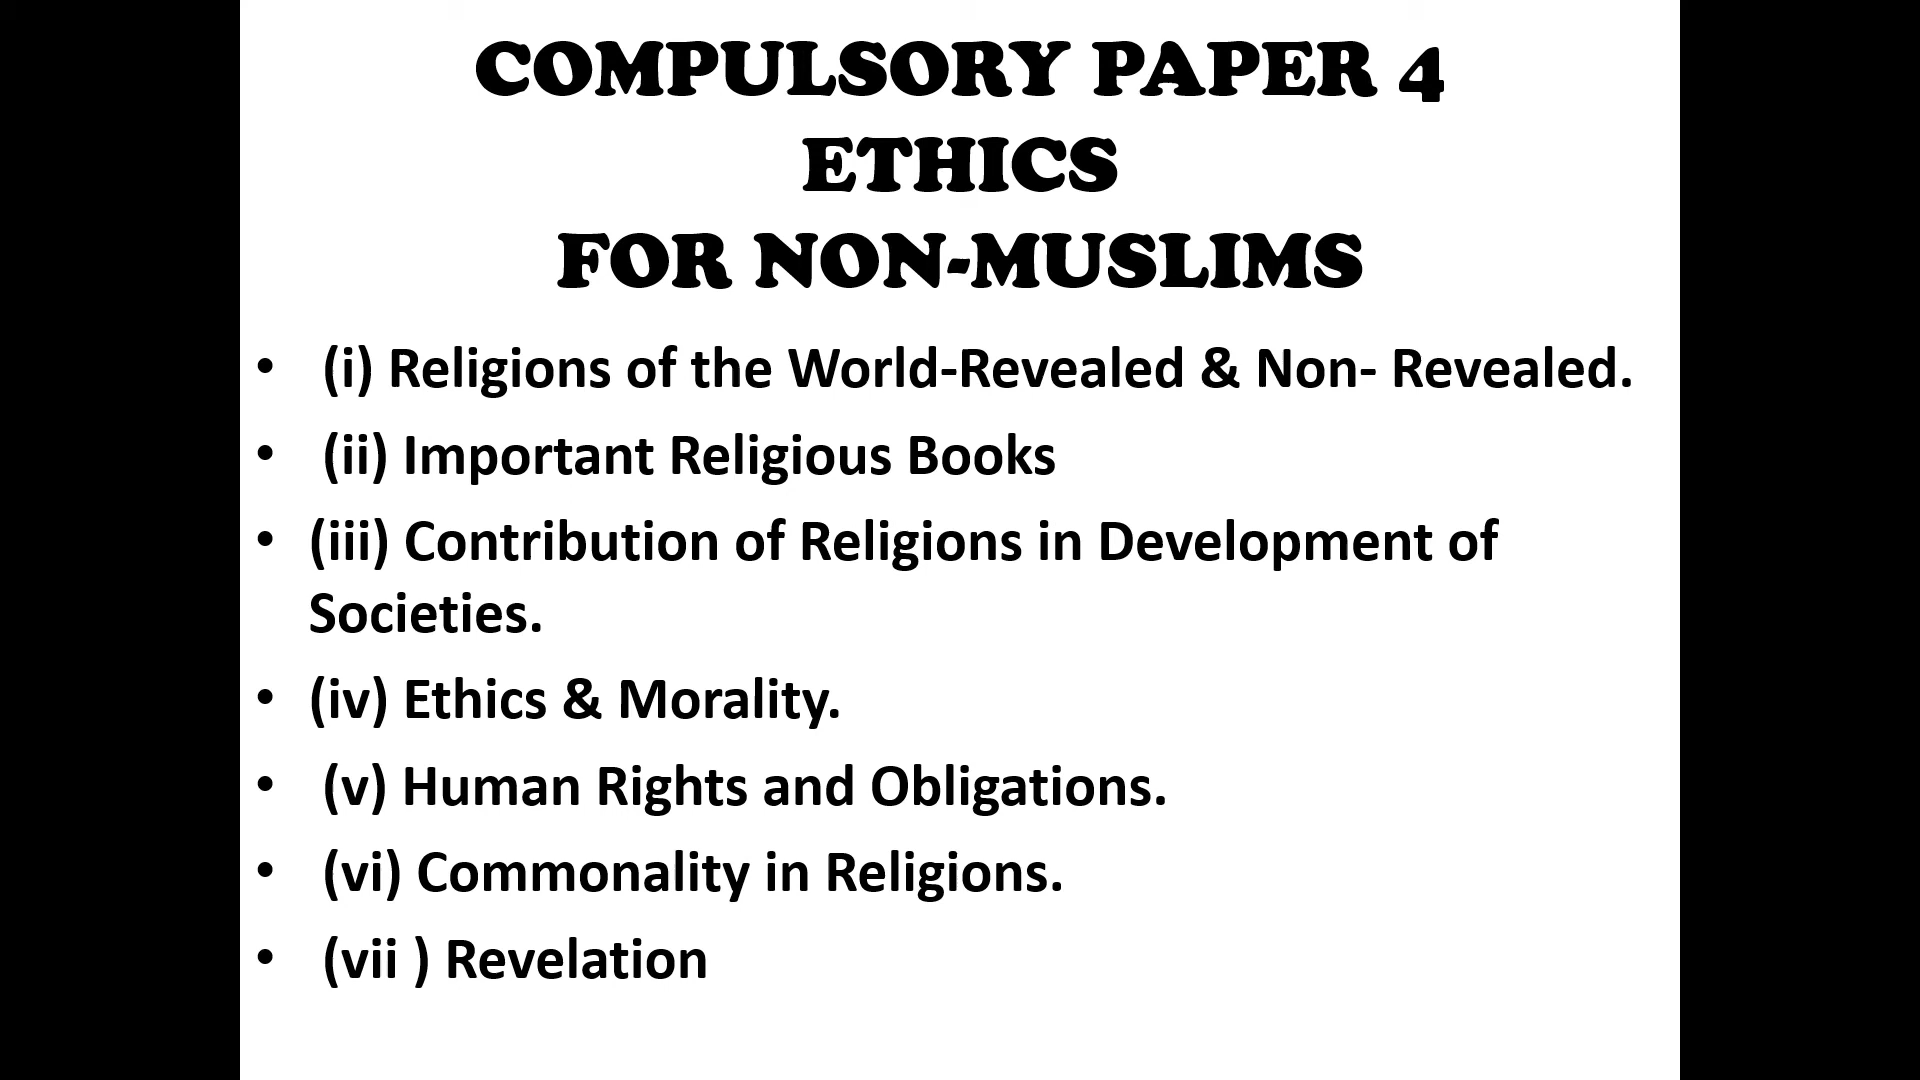 COMPULSORY PAPER 4
ETHICS
FOR NON-MUSLIMS
• (i) Religions of the World-Revealed & Non- Revealed.
• (ii) Important Religious Books
• (iii) Contribution of Religions in Development of
Societies.
• (iv) Ethics & Morality.
• (v) Human Rights and Obligations.
• (vi) Commonality in Religions.
• (vii ) Revelation